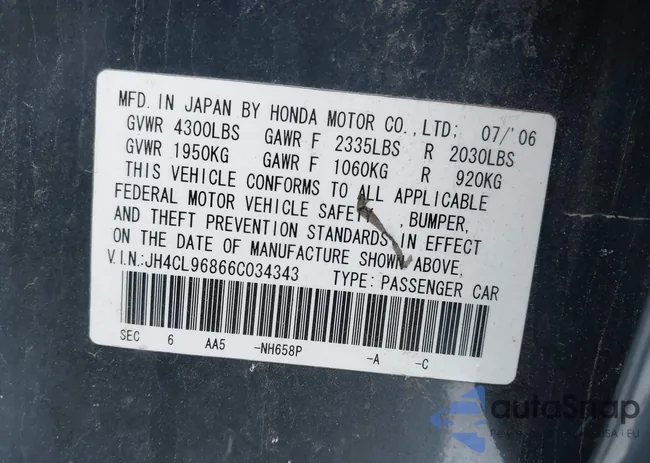 MFD. IN JAPAN BY HONDA MOTOR CO.,LTD; 07/'06
GVWR 4300LBS GAWR F 2335LBS R 2030LBS
GVWR 1950KG GAWR F 1060KG R 920KG
THIS VEHICLE CONFORMS TO ALL APPLICABLE
FEDERAL MOTOR VEHICLE SAFETY, BUMPER,
AND THEFT PREVENTION STANDARDS IN EFFECT
ON THE DATE OF MANUFACTURE SHOWN ABOVE,
V.I.N.:JH4CL96866C034343 TYPE: PASSENGER CAR
SEC 6 AA5 -NH658P -A -C
autoSnap